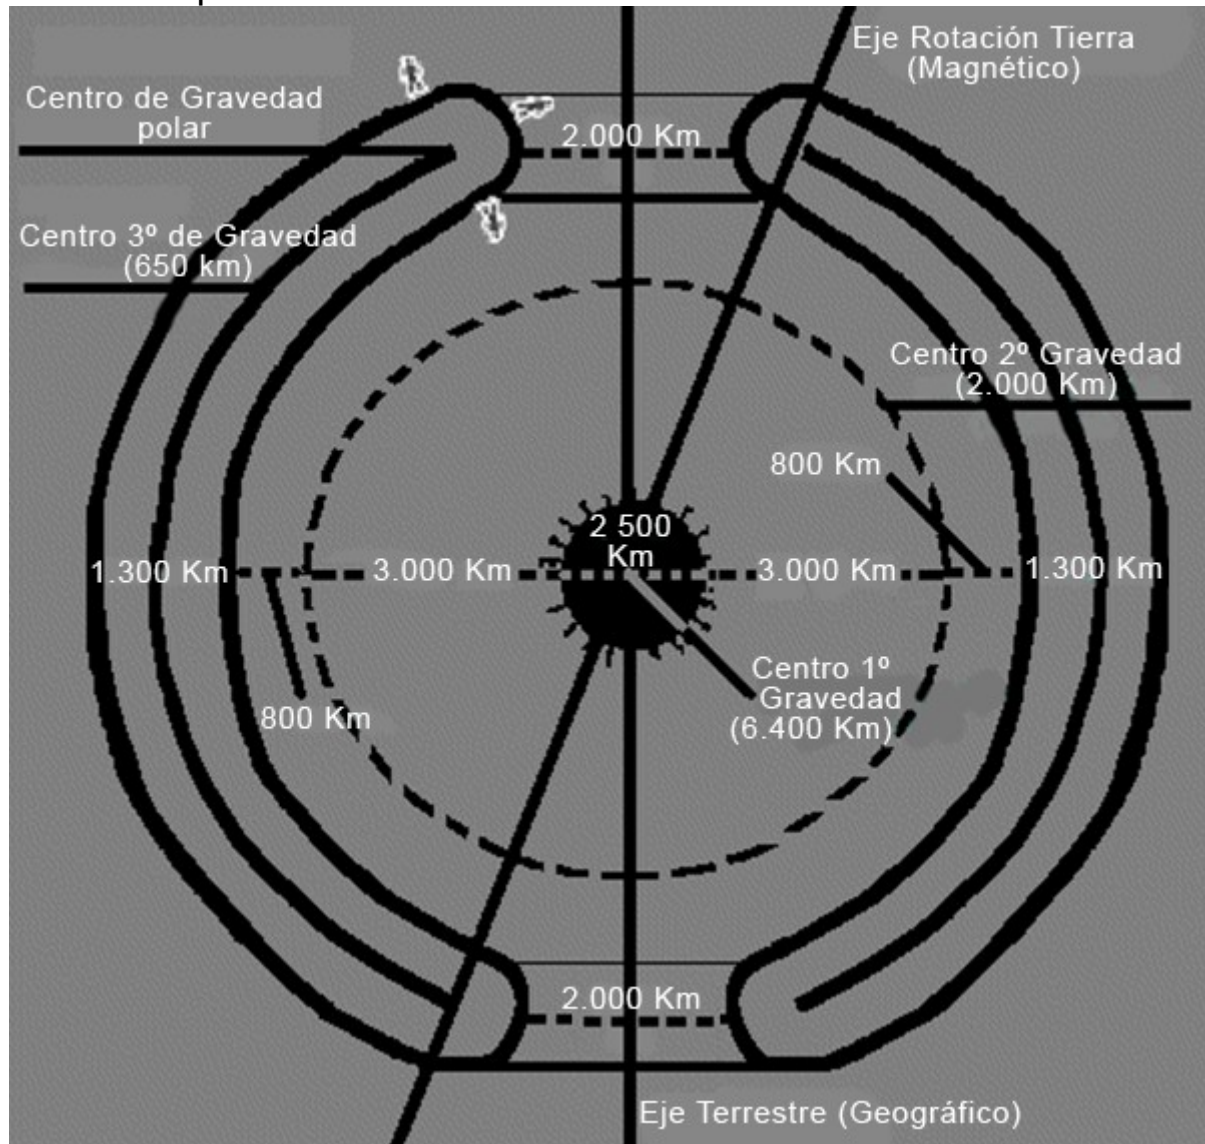 Eje Rotación Tierra
(Magnético)
Centro de Gravedad
polar
2.000 Km
Centro 3º de Gravedad
(650 km)
Centro 2º Gravedad
(2.000 Km)
800 Km
2 500
Km
1.300 Km
3.000 Km
3.000 Km
1.300 Km
Centro 1º
Gravedad
(6.400 Km)
800 Km
2.000 Km
Eje Terrestre (Geográfico)